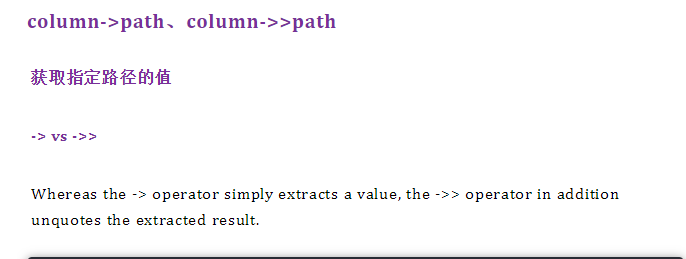 column->path、column->>path
获取指定路径的值
-> vs ->>
Whereas the -> operator simply extracts a value, the ->> operator in addition
unquotes the extracted result.